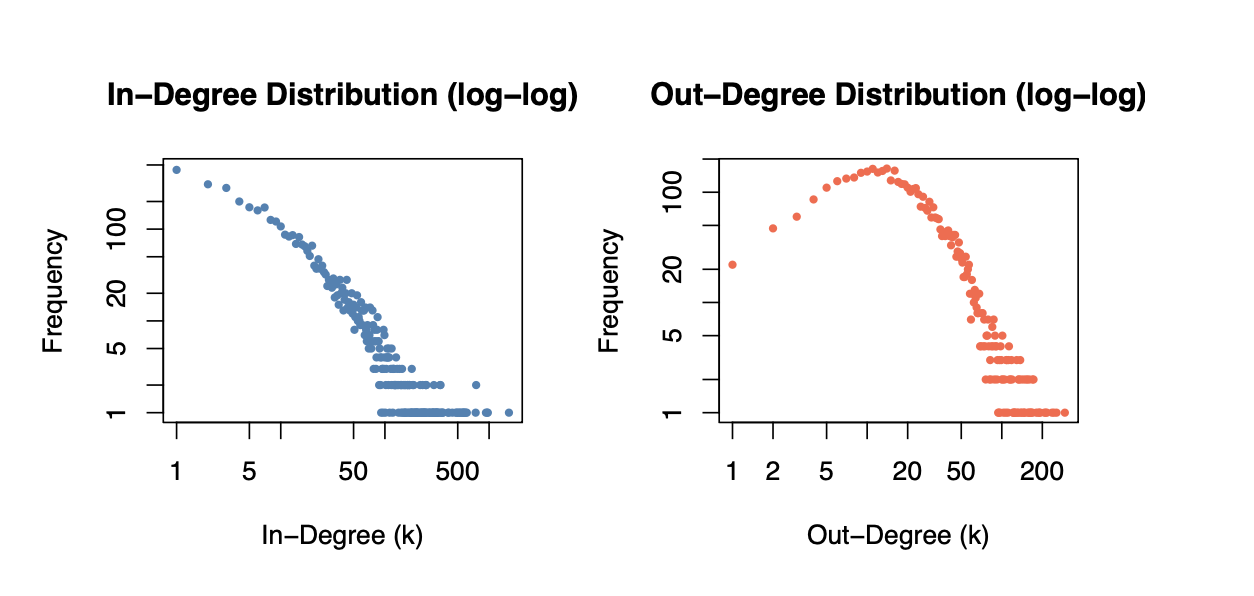 In−Degree Distribution (log−log)
Frequency
100
20
5
1
1 5 50 500
In−Degree (k)
Out−Degree Distribution (log−log)
Frequency
100
20
5
1
1 2 5 20 50 200
Out−Degree (k)